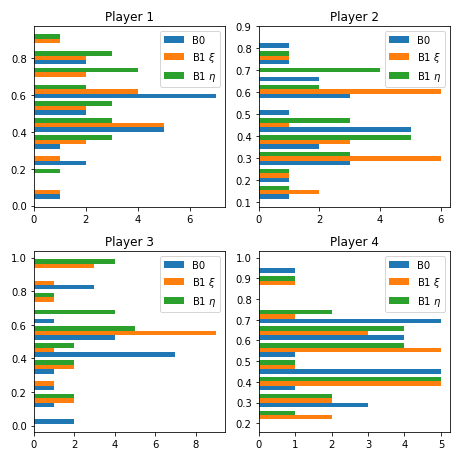 Player 1
0.8
0.6
0.4
0.2
0.0
0 2 4 6
B0
B1 ξ
B1 η
Player 2
0.9
0.8
0.7
0.6
0.5
0.4
0.3
0.2
0.1
0 2 4 6
B0
B1 ξ
B1 η
Player 3
1.0
0.8
0.6
0.4
0.2
0.0
0 2 4 6 8
B0
B1 ξ
B1 η
Player 4
1.0
0.9
0.8
0.7
0.6
0.5
0.4
0.3
0.2
0 1 2 3 4 5
B0
B1 ξ
B1 η